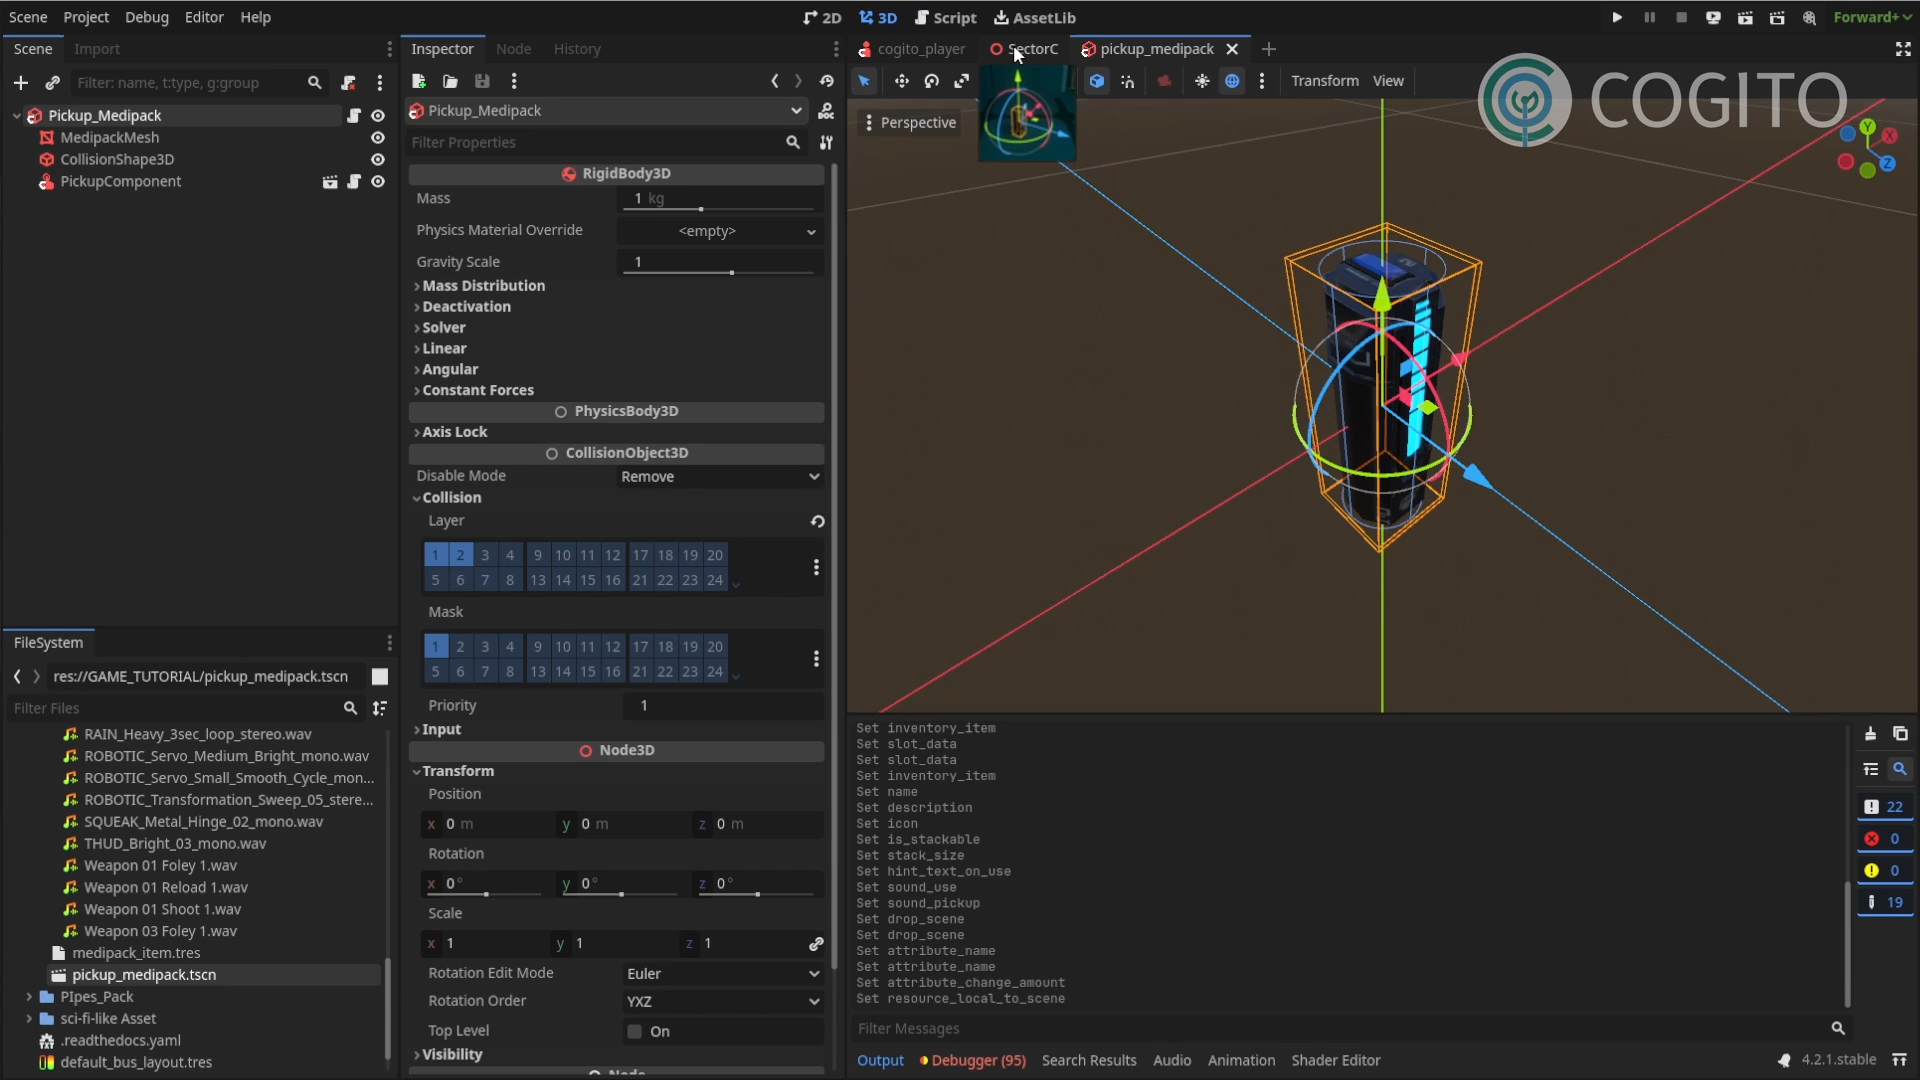 Scene Project Debug Editor Help
2D 3D Script AssetLib
Forward+
Scene Import
Filter: name, t:type, g:group
Pickup_Medipack
MedipackMesh
CollisionShape3D
PickupComponent
FileSystem
res://GAME_TUTORIAL/pickup_medipack.tscn
Filter Files
RAIN_Heavy_3sec_loop_stereo.wav
ROBOTIC_Servo_Medium_Bright_mono.wav
ROBOTIC_Servo_Small_Smooth_Cycle_mon...
ROBOTIC_Transformation_Sweep_05_stere...
SQUEAK_Metal_Hinge_02_mono.wav
THUD_Bright_03_mono.wav
Weapon 01 Foley 1.wav
Weapon 01 Reload 1.wav
Weapon 01 Shoot 1.wav
Weapon 03 Foley 1.wav
medipack_item.tres
pickup_medipack.tscn
PIpes_Pack
sci-fi-like Asset
.readthedocs.yaml
default_bus_layout.tres
Inspector Node History
Pickup_Medipack
Filter Properties
RigidBody3D
Mass 1 kg
Physics Material Override <empty>
Gravity Scale 1
Mass Distribution
Deactivation
Solver
Linear
Angular
Constant Forces
PhysicsBody3D
Axis Lock
CollisionObject3D
Disable Mode Remove
Collision
Layer
1 2 3 4 9 10 11 12 17 18 19 20
5 6 7 8 13 14 15 16 21 22 23 24
Mask
1 2 3 4 9 10 11 12 17 18 19 20
5 6 7 8 13 14 15 16 21 22 23 24
Priority 1
Input
Node3D
Transform
Position
x 0 m y 0 m z 0 m
Rotation
x 0° y 0° z 0°
Scale
x 1 y 1 z 1
Rotation Edit Mode Euler
Rotation Order YXZ
Top Level On
Visibility
Node
cogito_player SectorC pickup_medipack
Transform View
Perspective
COGITO
Y X Z
Set inventory_item
Set slot_data
Set slot_data
Set inventory_item
Set name
Set description
Set icon
Set is_stackable
Set stack_size
Set hint_text_on_use
Set sound_use
Set sound_pickup
Set drop_scene
Set drop_scene
Set attribute_name
Set attribute_name
Set attribute_change_amount
Set resource_local_to_scene
22
0
0
19
Filter Messages
Output Debugger (95) Search Results Audio Animation Shader Editor
4.2.1.stable